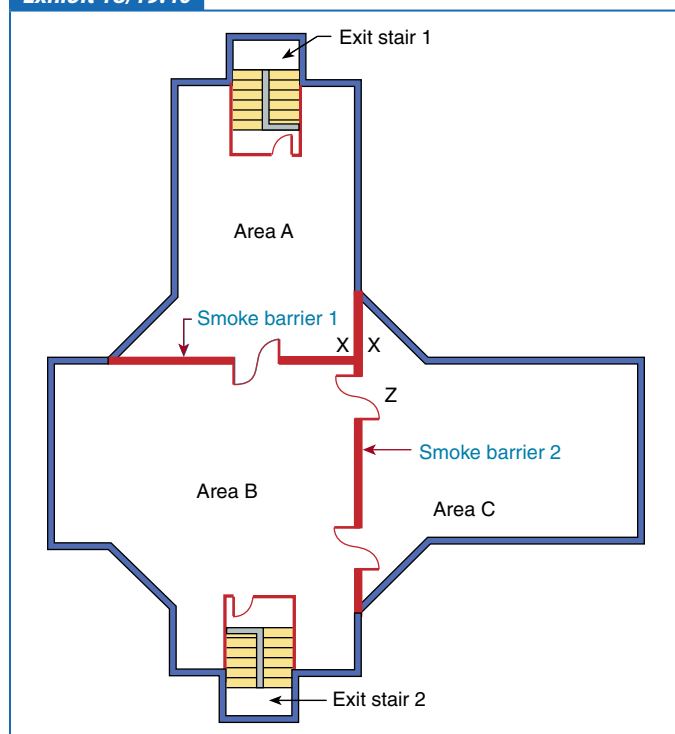 Exit stair 1
Area A
Smoke barrier 1
X X
Z
Smoke barrier 2
Area B
Area C
Exit stair 2